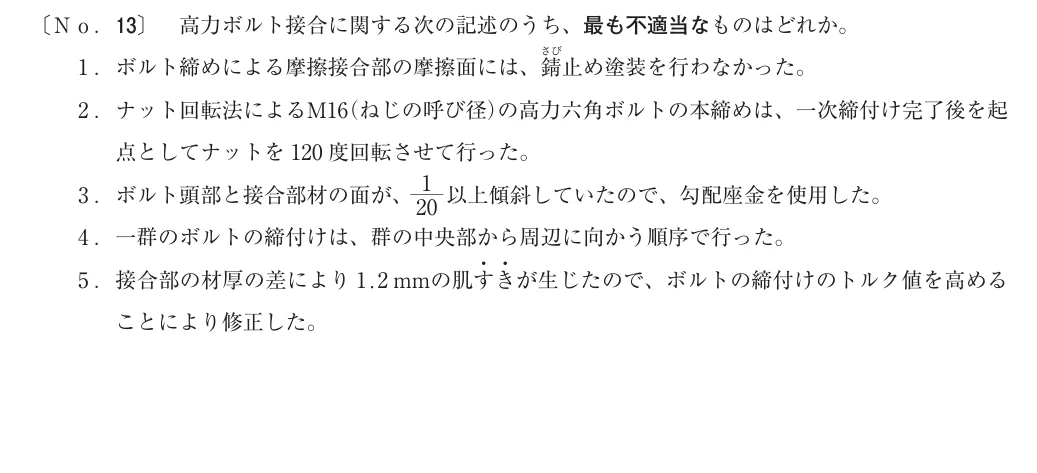 〔No. 13〕 高力ボルト接合に関する次の記述のうち、最も不適当なものはどれか。
1. ボルト締めによる摩擦接合部の摩擦面には、錆止め塗装を行わなかった。
2. ナット回転法によるM16(ねじの呼び径)の高力六角ボルトの本締めは、一次締付け完了後を起
点としてナットを 120 度回転させて行った。
3. ボルト頭部と接合部材の面が、1/20 以上傾斜していたので、勾配座金を使用した。
4. 一群のボルトの締付けは、群の中央部から周辺に向かう順序で行った。
5. 接合部の材厚の差により 1.2 mmの肌すきが生じたので、ボルトの締付けのトルク値を高める
ことにより修正した。